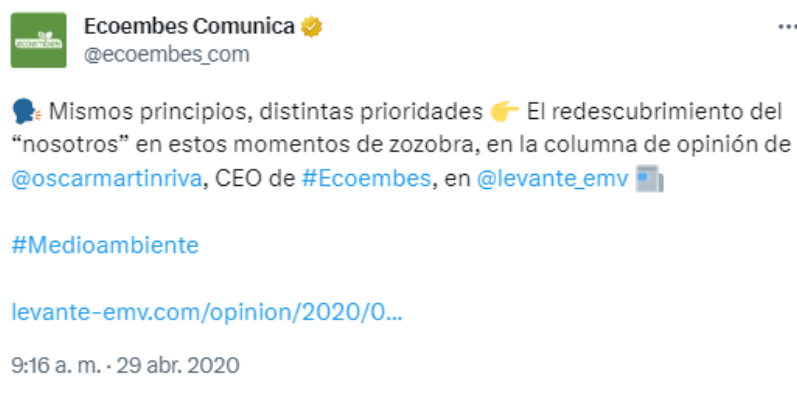 Ecoembes Comunica
@ecoembes_com
ecoembes
🗣️ Mismos principios, distintas prioridades 👉 El redescubrimiento del
“nosotros” en estos momentos de zozobra, en la columna de opinión de
@oscarmartinriva, CEO de #Ecoembes, en @levante_emv 📰
#Medioambiente
levante-emv.com/opinion/2020/0...
9:16 a. m. · 29 abr. 2020